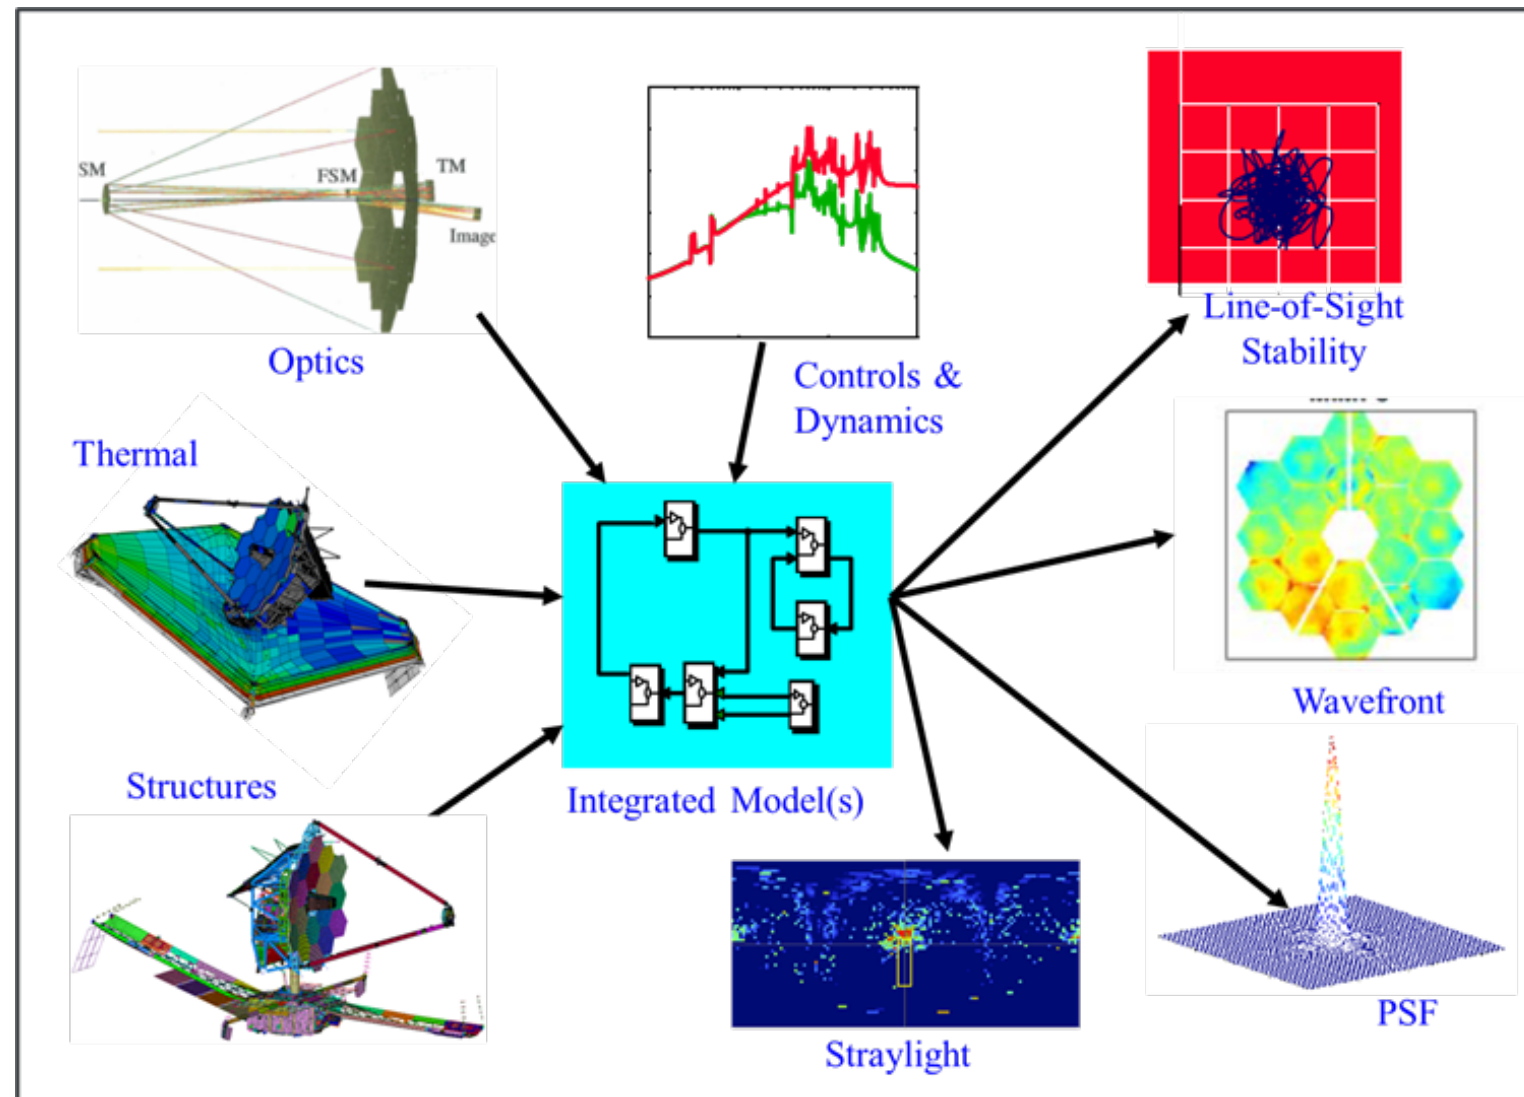 SM
FSM
TM
Image
Optics
Controls &
Dynamics
Line-of-Sight
Stability
Thermal
Wavefront
Structures
Integrated Model(s)
PSF
Straylight